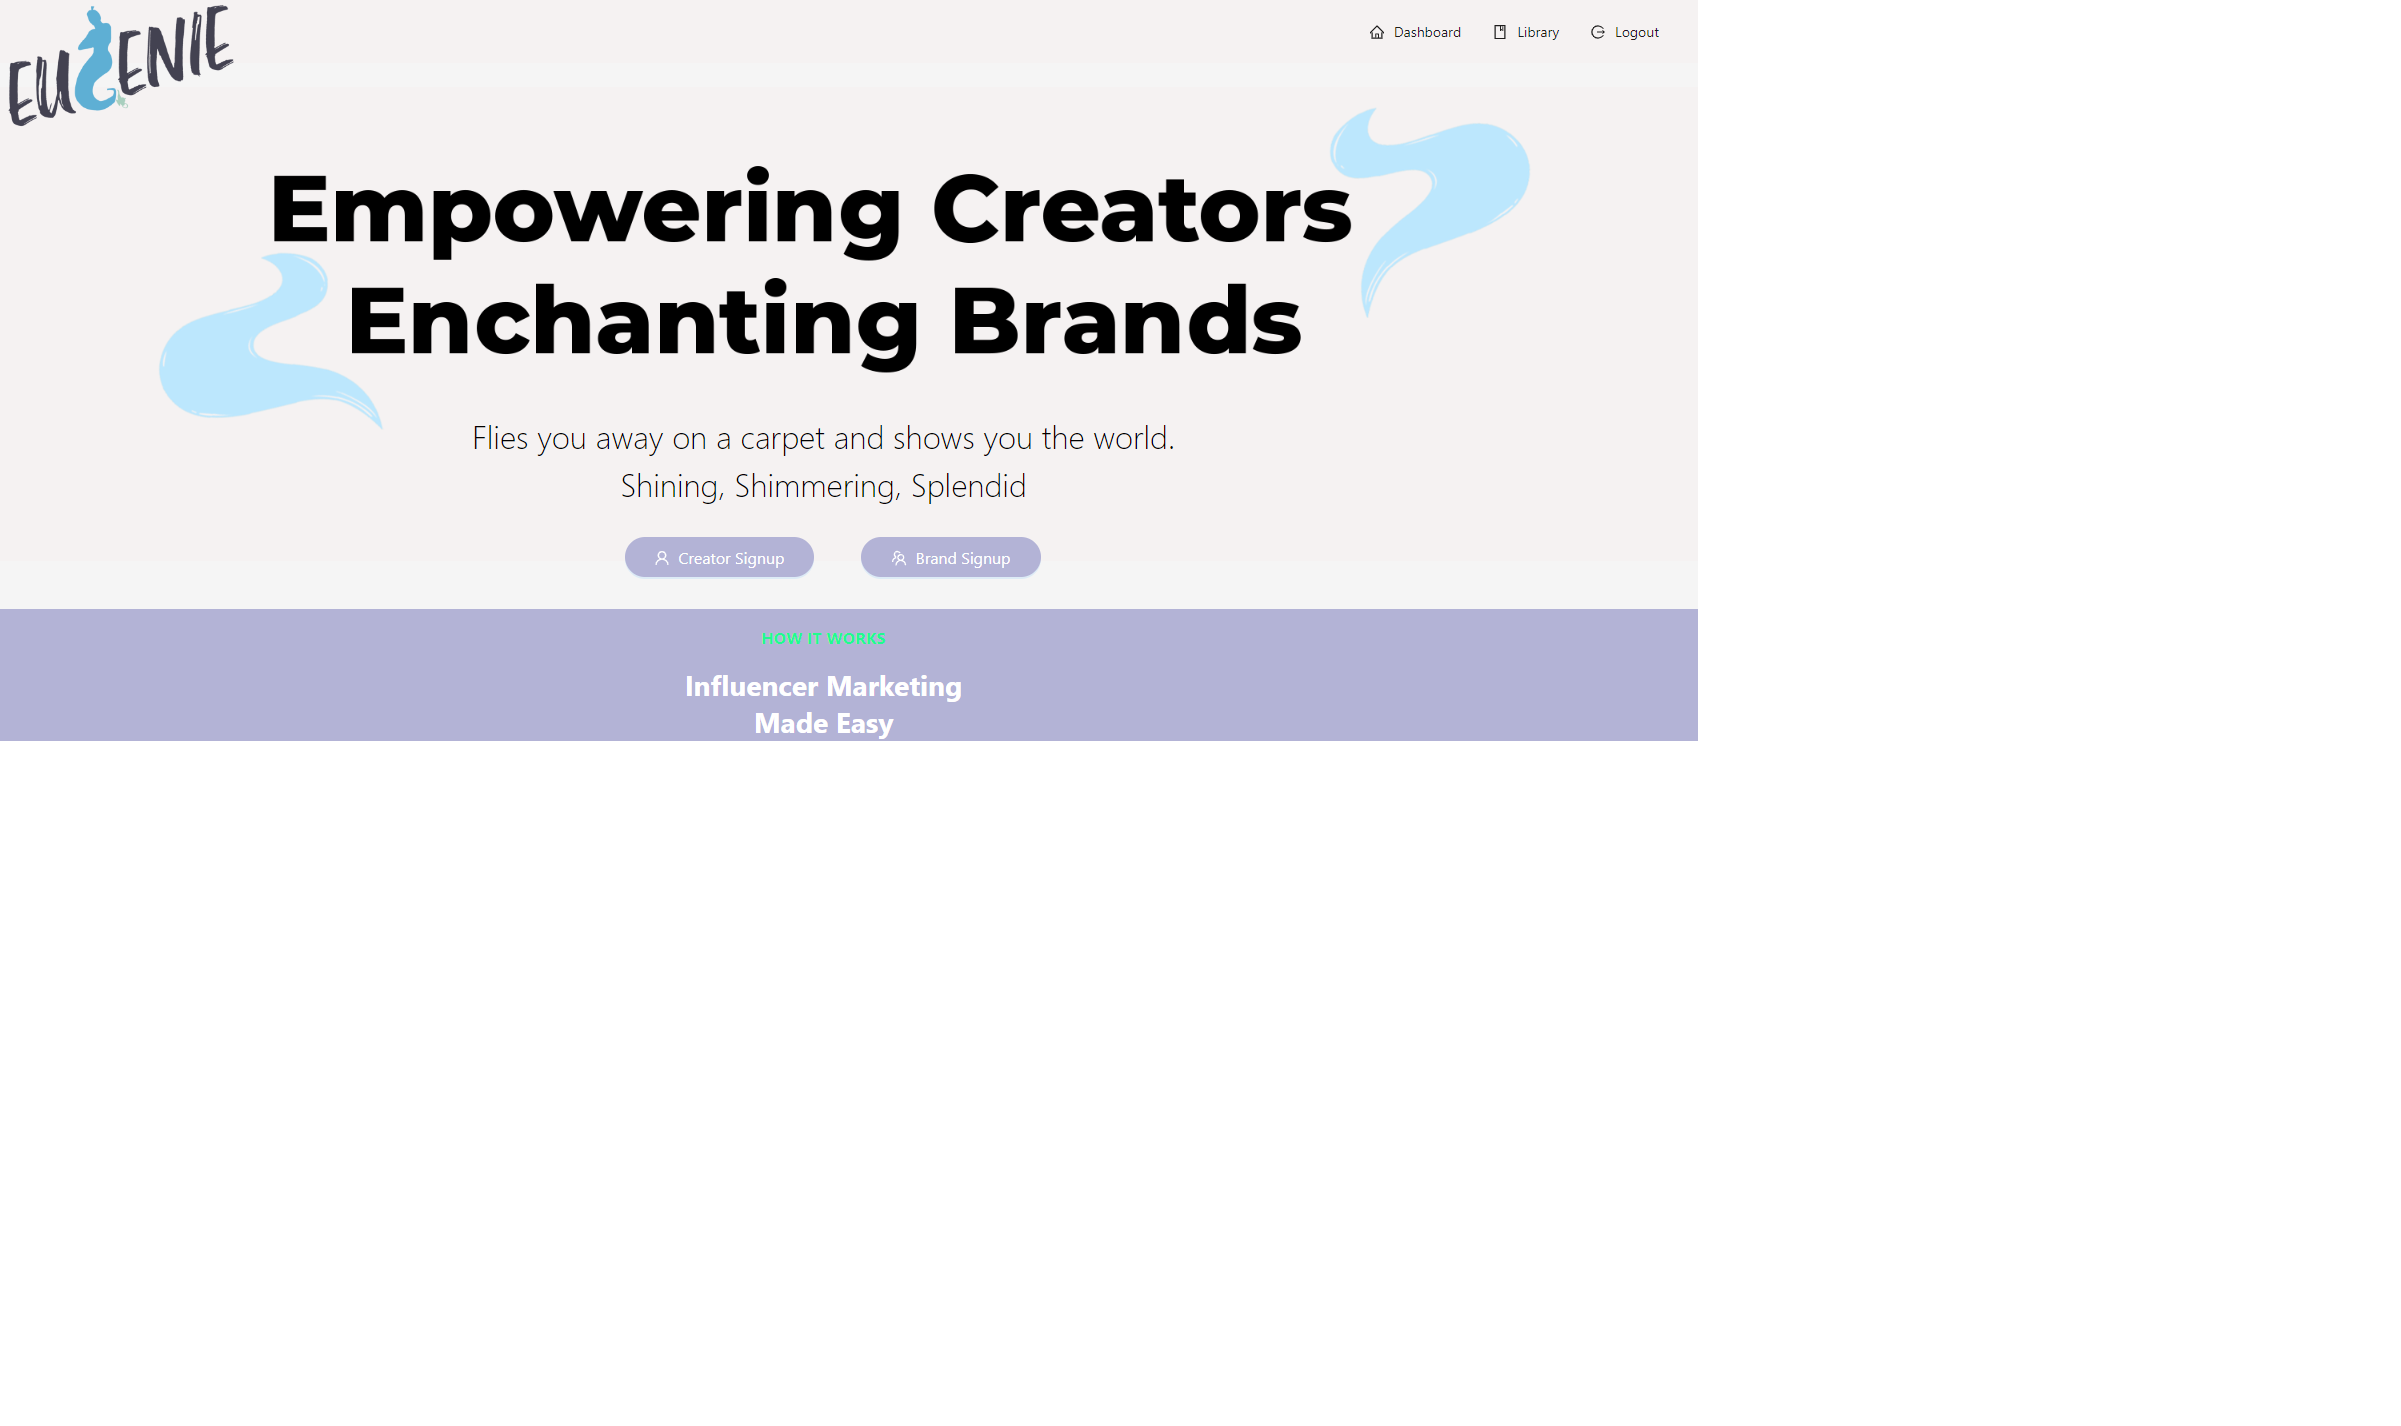 EUGENIE
Dashboard
Library
Logout
Empowering Creators
Enchanting Brands
Flies you away on a carpet and shows you the world.
Shining, Shimmering, Splendid
Creator Signup
Brand Signup
HOW IT WORKS
Influencer Marketing
Made Easy